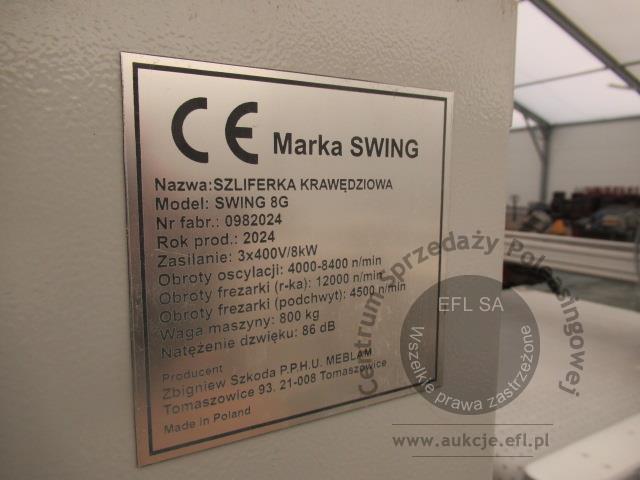 CE Marka SWING
Nazwa:SZLIFERKA KRAWĘDZIOWA
Model: SWING 8G
Nr fabr.: 0982024
Rok prod.: 2024
Zasilanie: 3x400V/8kW
Obroty oscylacji: 4000-8400 n/min
Obroty frezarki (r-ka): 12000 n/min
Obroty frezarki (podchwyt): 4500 n/min
Waga maszyny: 800 kg
Natężenie dzwięku: 86 dB
Producent
Zbigniew Szkoda P.P.H.U. MEBLAM
Tomaszowice 93, 21-008 Tomaszowice
Made in Poland
Centrum Sprzedaży Poleasingowej
EFL SA
Wszelkie prawa zastrzeżone
www.aukcje.efl.pl